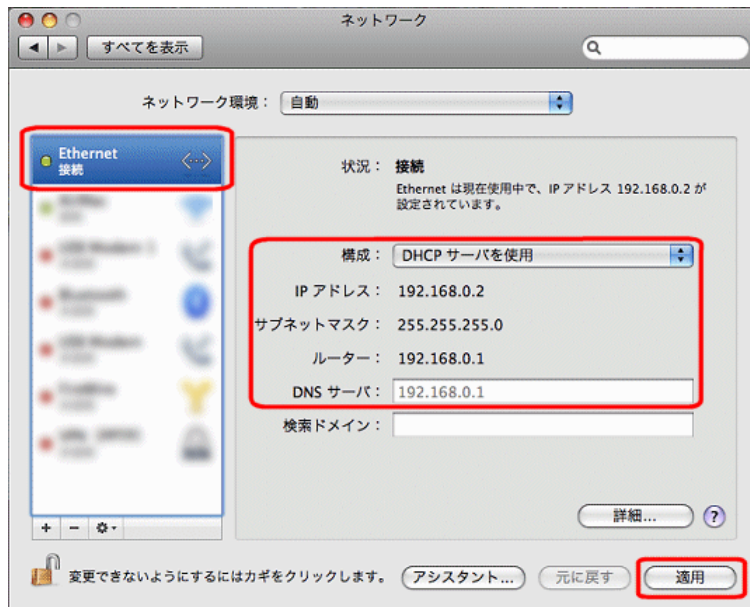 ネットワーク
すべてを表示
ネットワーク環境： 自動
Ethernet
接続
状況： 接続
Ethernet は現在使用中で、IP アドレス 192.168.0.2 が
設定されています。
構成： DHCP サーバを使用
IP アドレス： 192.168.0.2
サブネットマスク： 255.255.255.0
ルーター： 192.168.0.1
DNS サーバ： 192.168.0.1
検索ドメイン：
詳細... ?
変更できないようにするにはカギをクリックします。 アシスタント... 元に戻す 適用